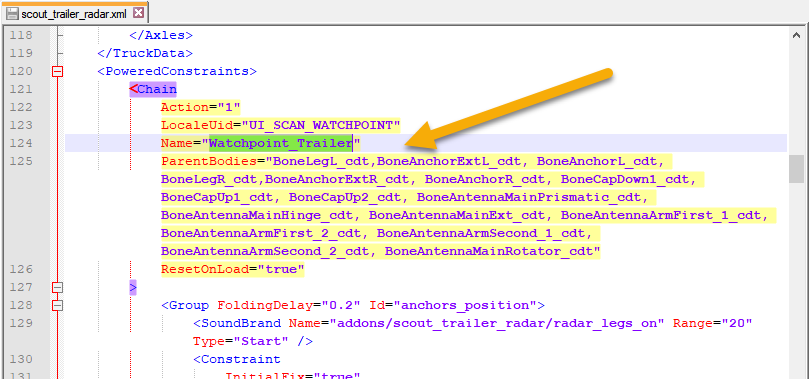 scout_trailer_radar.xml
118 </Axles>
119 </TruckData>
120 <PoweredConstraints>
121 <Chain
122 Action="1"
123 LocaleUid="UI_SCAN_WATCHPOINT"
124 Name="Watchpoint_Trailer"
125 ParentBodies="BoneLegL_cdt,BoneAnchorExtL_cdt, BoneAnchorL_cdt,
BoneLegR_cdt,BoneAnchorExtR_cdt, BoneAnchorR_cdt, BoneCapDown1_cdt,
BoneCapUp1_cdt, BoneCapUp2_cdt, BoneAntennaMainPrismatic_cdt,
BoneAntennaMainHinge_cdt, BoneAntennaMainExt_cdt, BoneAntennaArmFirst_1_cdt,
BoneAntennaArmFirst_2_cdt, BoneAntennaArmSecond_1_cdt,
BoneAntennaArmSecond_2_cdt, BoneAntennaMainRotator_cdt"
126 ResetOnLoad="true"
127 >
128 <Group FoldingDelay="0.2" Id="anchors_position">
129 <SoundBrand Name="addons/scout_trailer_radar/radar_legs_on" Range="20"
Type="Start" />
130 <Constraint
131 InitialFix="true"